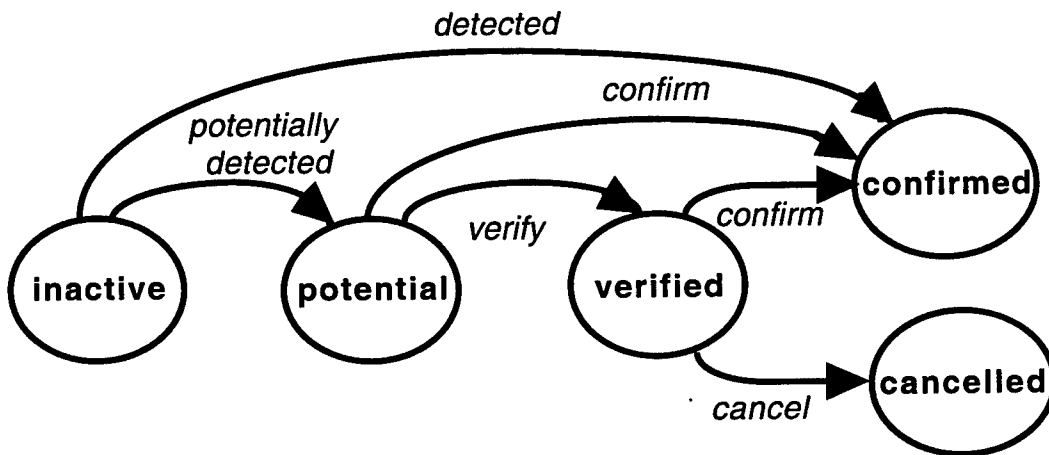 detected
confirm
potentially
detected
confirmed
verify
confirm
inactive
potential
verified
cancelled
cancel